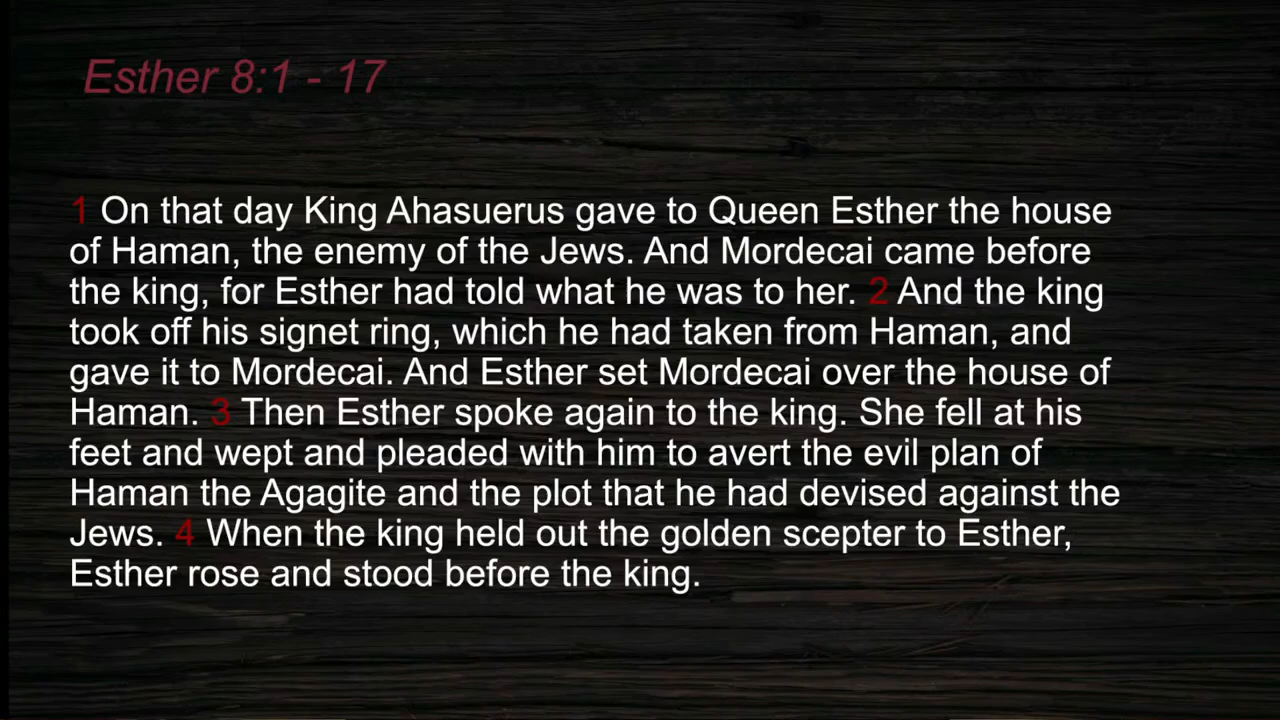 Esther 8:1 - 17
1 On that day King Ahasuerus gave to Queen Esther the house
of Haman, the enemy of the Jews. And Mordecai came before
the king, for Esther had told what he was to her. 2 And the king
took off his signet ring, which he had taken from Haman, and
gave it to Mordecai. And Esther set Mordecai over the house of
Haman. 3 Then Esther spoke again to the king. She fell at his
feet and wept and pleaded with him to avert the evil plan of
Haman the Agagite and the plot that he had devised against the
Jews. 4 When the king held out the golden scepter to Esther,
Esther rose and stood before the king.